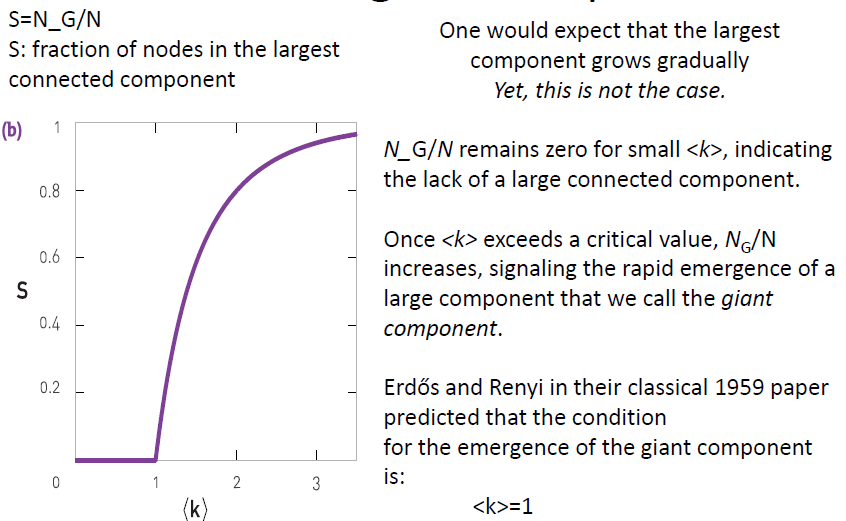 S=N_G/N
S: fraction of nodes in the largest
connected component
One would expect that the largest
component grows gradually
Yet, this is not the case.
(b)
1
0.8
0.6
S
0.4
0.2
0
1
2
3
⟨k⟩
N_G/N remains zero for small <k>, indicating
the lack of a large connected component.
Once <k> exceeds a critical value, N_G/N
increases, signaling the rapid emergence of a
large component that we call the giant
component.
Erdős and Renyi in their classical 1959 paper
predicted that the condition
for the emergence of the giant component
is:
<k>=1